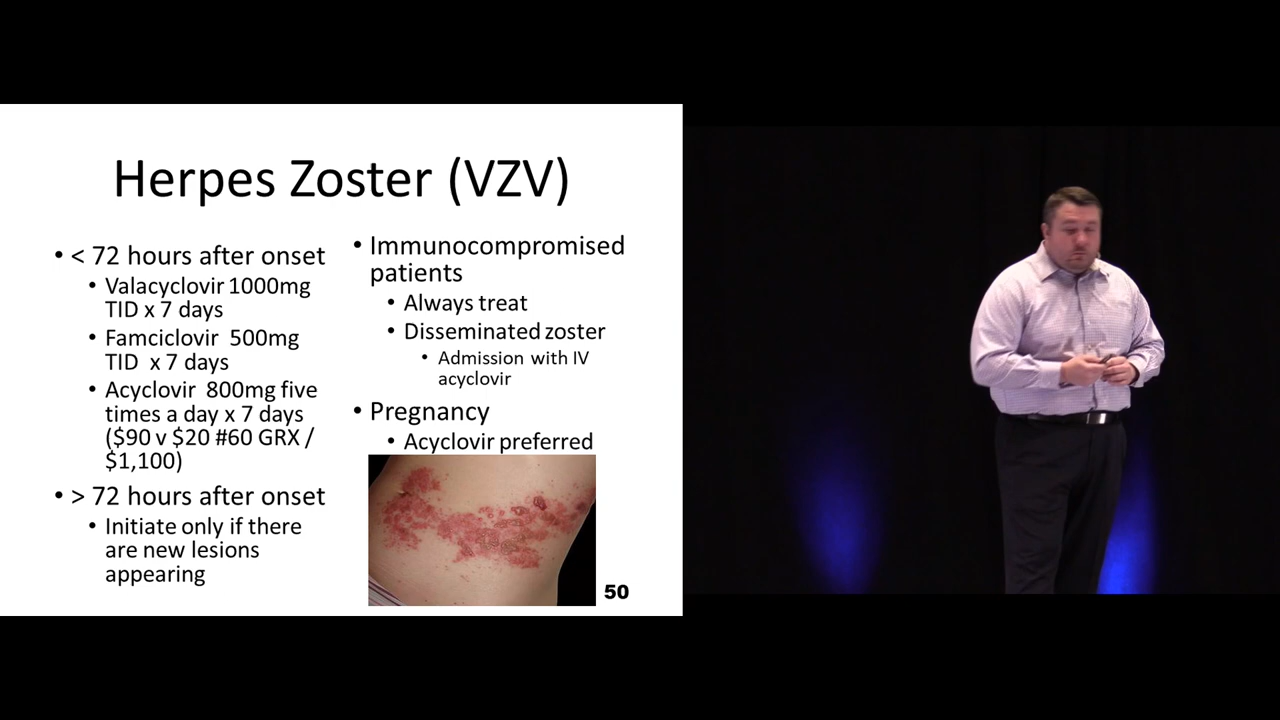 Herpes Zoster (VZV)
• < 72 hours after onset
• Valacyclovir 1000mg
TID x 7 days
• Famciclovir 500mg
TID x 7 days
• Acyclovir 800mg five
times a day x 7 days
($90 v $20 #60 GRX /
$1,100)
• > 72 hours after onset
• Initiate only if there
are new lesions
appearing
• Immunocompromised
patients
• Always treat
• Disseminated zoster
• Admission with IV
acyclovir
• Pregnancy
• Acyclovir preferred
50